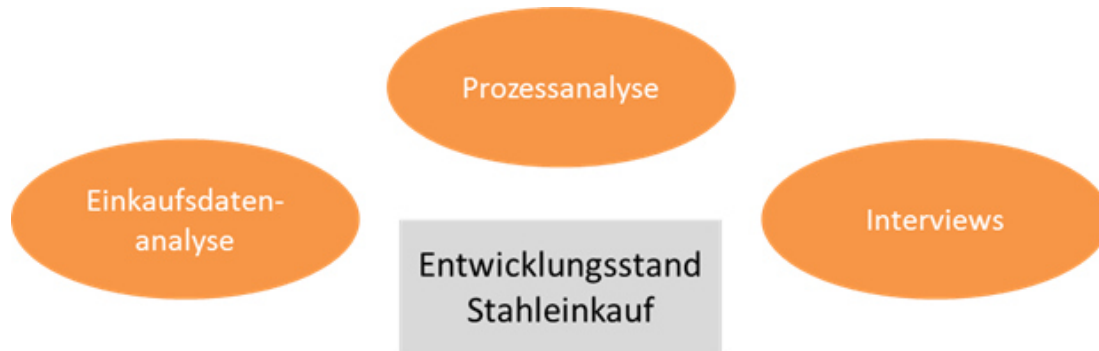 Prozessanalyse
Einkaufsdaten-
analyse
Interviews
Entwicklungsstand
Stahleinkauf